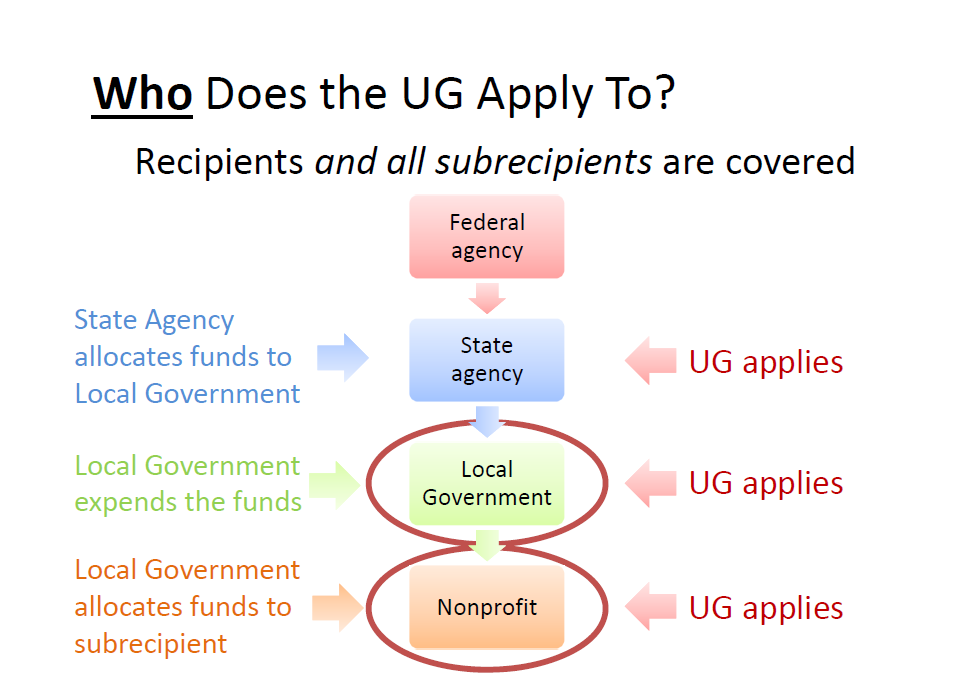 Who Does the UG Apply To?
Recipients and all subrecipients are covered
Federal
agency
State Agency
allocates funds to
Local Government
State
agency
UG applies
Local Government
expends the funds
Local
Government
UG applies
Local Government
allocates funds to
subrecipient
Nonprofit
UG applies